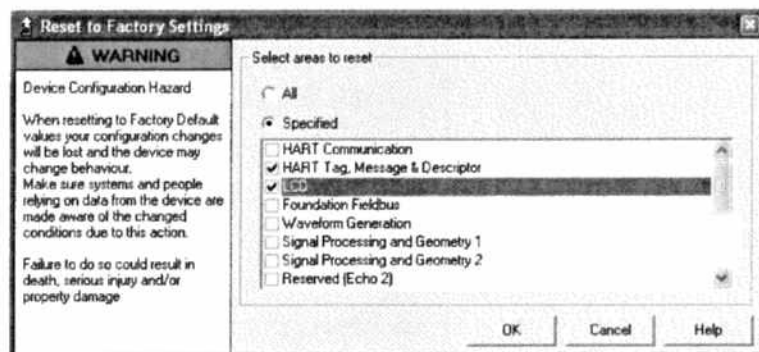 Reset to Factory Settings
WARNING
Device Configuration Hazard
When resetting to Factory Default
values your configuration changes
will be lost and the device may
change behaviour.
Make sure systems and people
relying on data from the device are
made aware of the changed
conditions due to this action.
Failure to do so could result in
death, serious injury and/or
property damage
Select areas to reset
All
Specified
HART Communication
HART Tag, Message & Descriptor
LCD
Foundation Fieldbus
Waveform Generation
Signal Processing and Geometry 1
Signal Processing and Geometry 2
Reserved (Echo 2)
OK
Cancel
Help